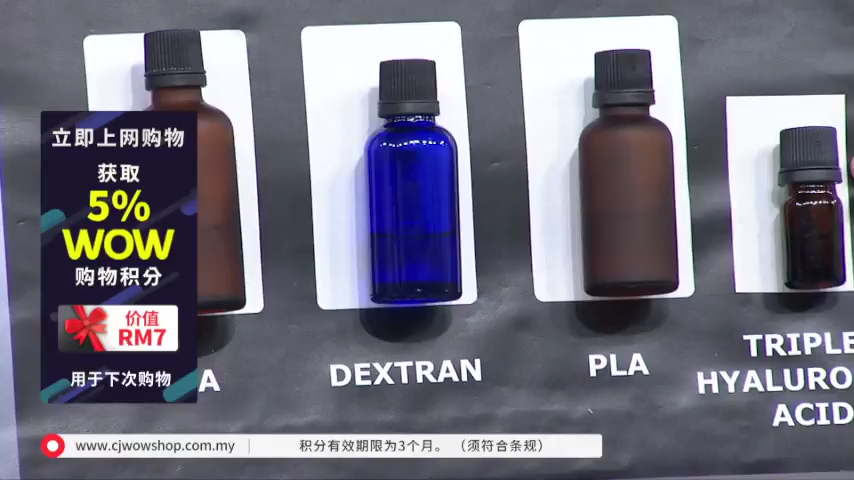 立即上网购物
获取
5%
WOW
购物积分
价值
RM7
用于下次购物
A
DEXTRAN
PLA
TRIPLE
HYALURO
ACID
www.cjwowshop.com.my
积分有效期限为3个月。（须符合条规）